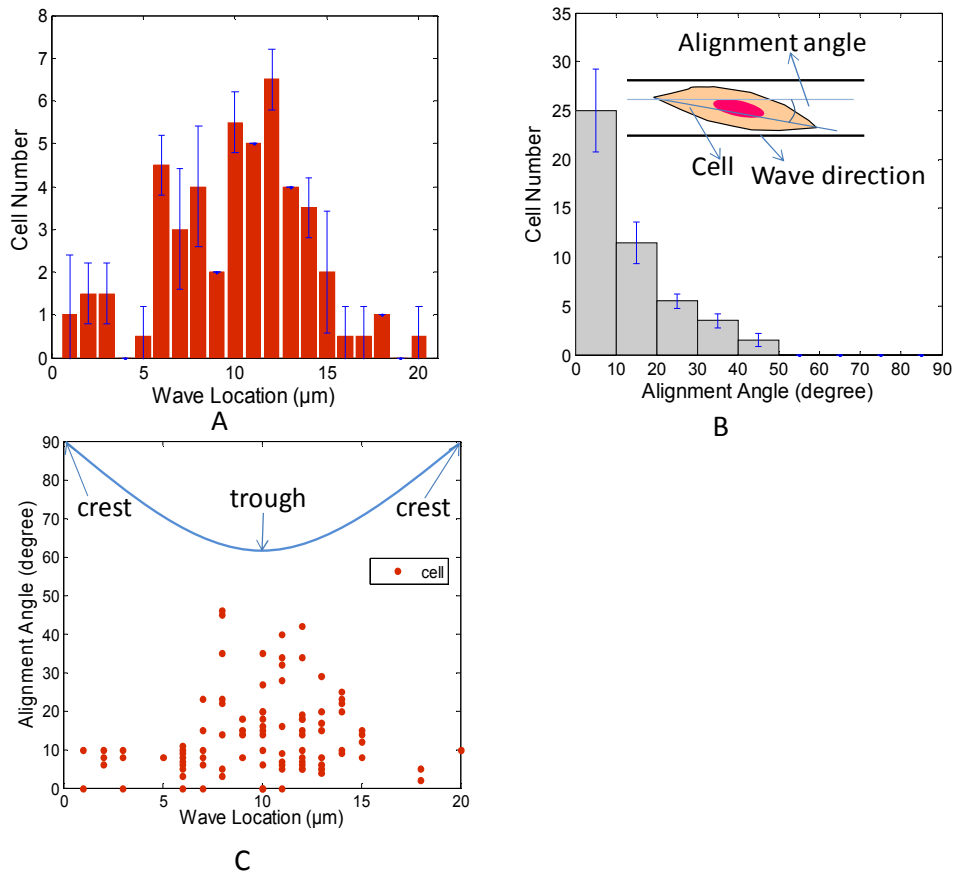 8
7
6
5
4
3
2
1
0
0 5 10 15 20
Cell Number
Wave Location (µm)
A
35
30
25
20
15
10
5
0
0 10 20 30 40 50 60 70 80 90
Cell Number
Alignment Angle (degree)
Alignment angle
Cell
Wave direction
B
90
80
70
60
50
40
30
20
10
0
0 5 10 15 20
Alignment Angle (degree)
Wave Location (µm)
crest
trough
crest
cell
C